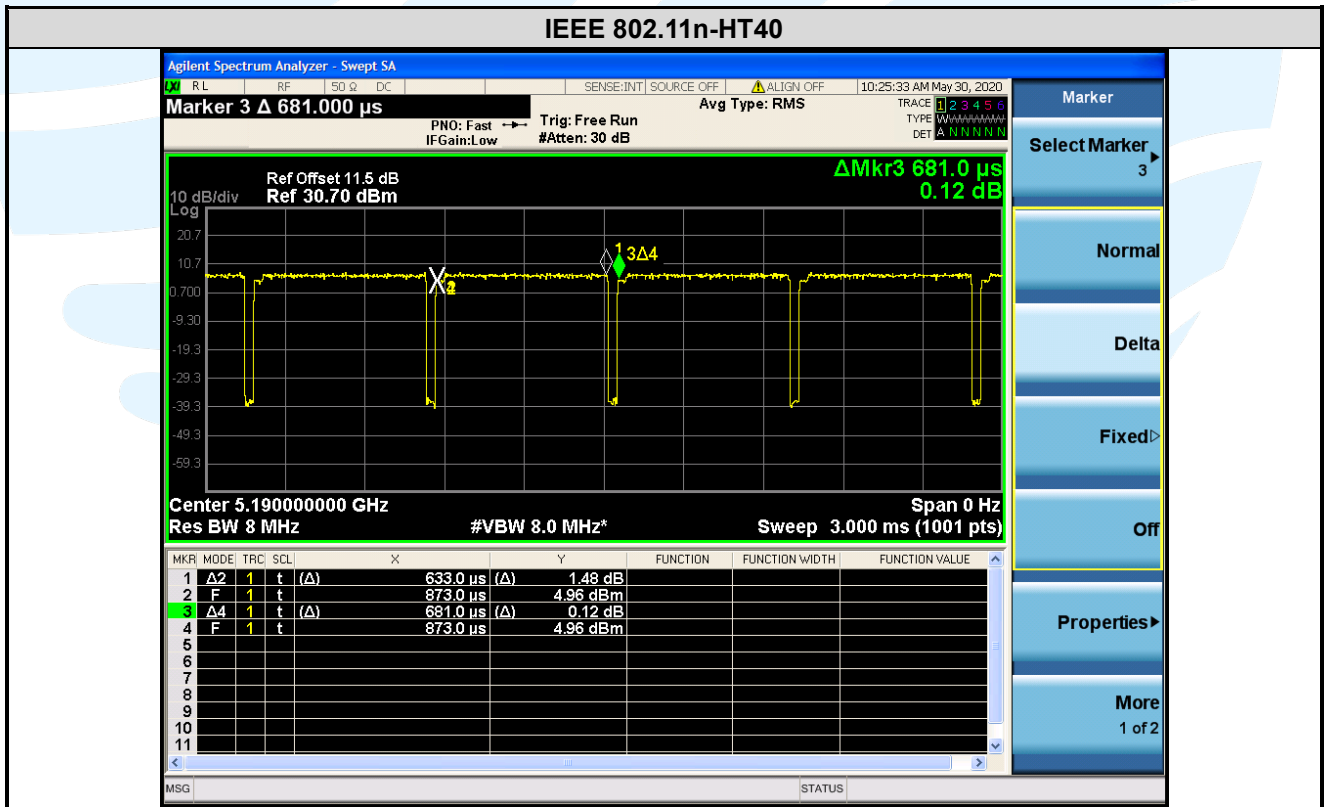 IEEE 802.11n-HT40
Agilent Spectrum Analyzer - Swept SA
LXI RL RF 50 Ω DC SENSE:INT SOURCE OFF ALIGN OFF 10:25:33 AM May 30, 2020
Marker 3 Δ 681.000 µs
PNO: Fast
IFGain:Low
Trig: Free Run
#Atten: 30 dB
Avg Type: RMS
TRACE 1 2 3 4 5 6
TYPE WWWWWW
DET A N N N N N
ΔMkr3 681.0 µs
0.12 dB
Ref Offset 11.5 dB
10 dB/div Ref 30.70 dBm
Log
20.7
10.7
0.700
-9.30
-19.3
-29.3
-39.3
-49.3
-59.3
1 3Δ4
2
Center 5.190000000 GHz Span 0 Hz
Res BW 8 MHz #VBW 8.0 MHz* Sweep 3.000 ms (1001 pts)
MKR MODE TRC SCL X Y FUNCTION FUNCTION WIDTH FUNCTION VALUE
1 Δ2 1 t (Δ) 633.0 µs (Δ) 1.48 dB
2 F 1 t 873.0 µs 4.96 dBm
3 Δ4 1 t (Δ) 681.0 µs (Δ) 0.12 dB
4 F 1 t 873.0 µs 4.96 dBm
5
6
7
8
9
10
11
MSG STATUS
Marker
Select Marker
3
Normal
Delta
Fixed
Off
Properties
More
1 of 2